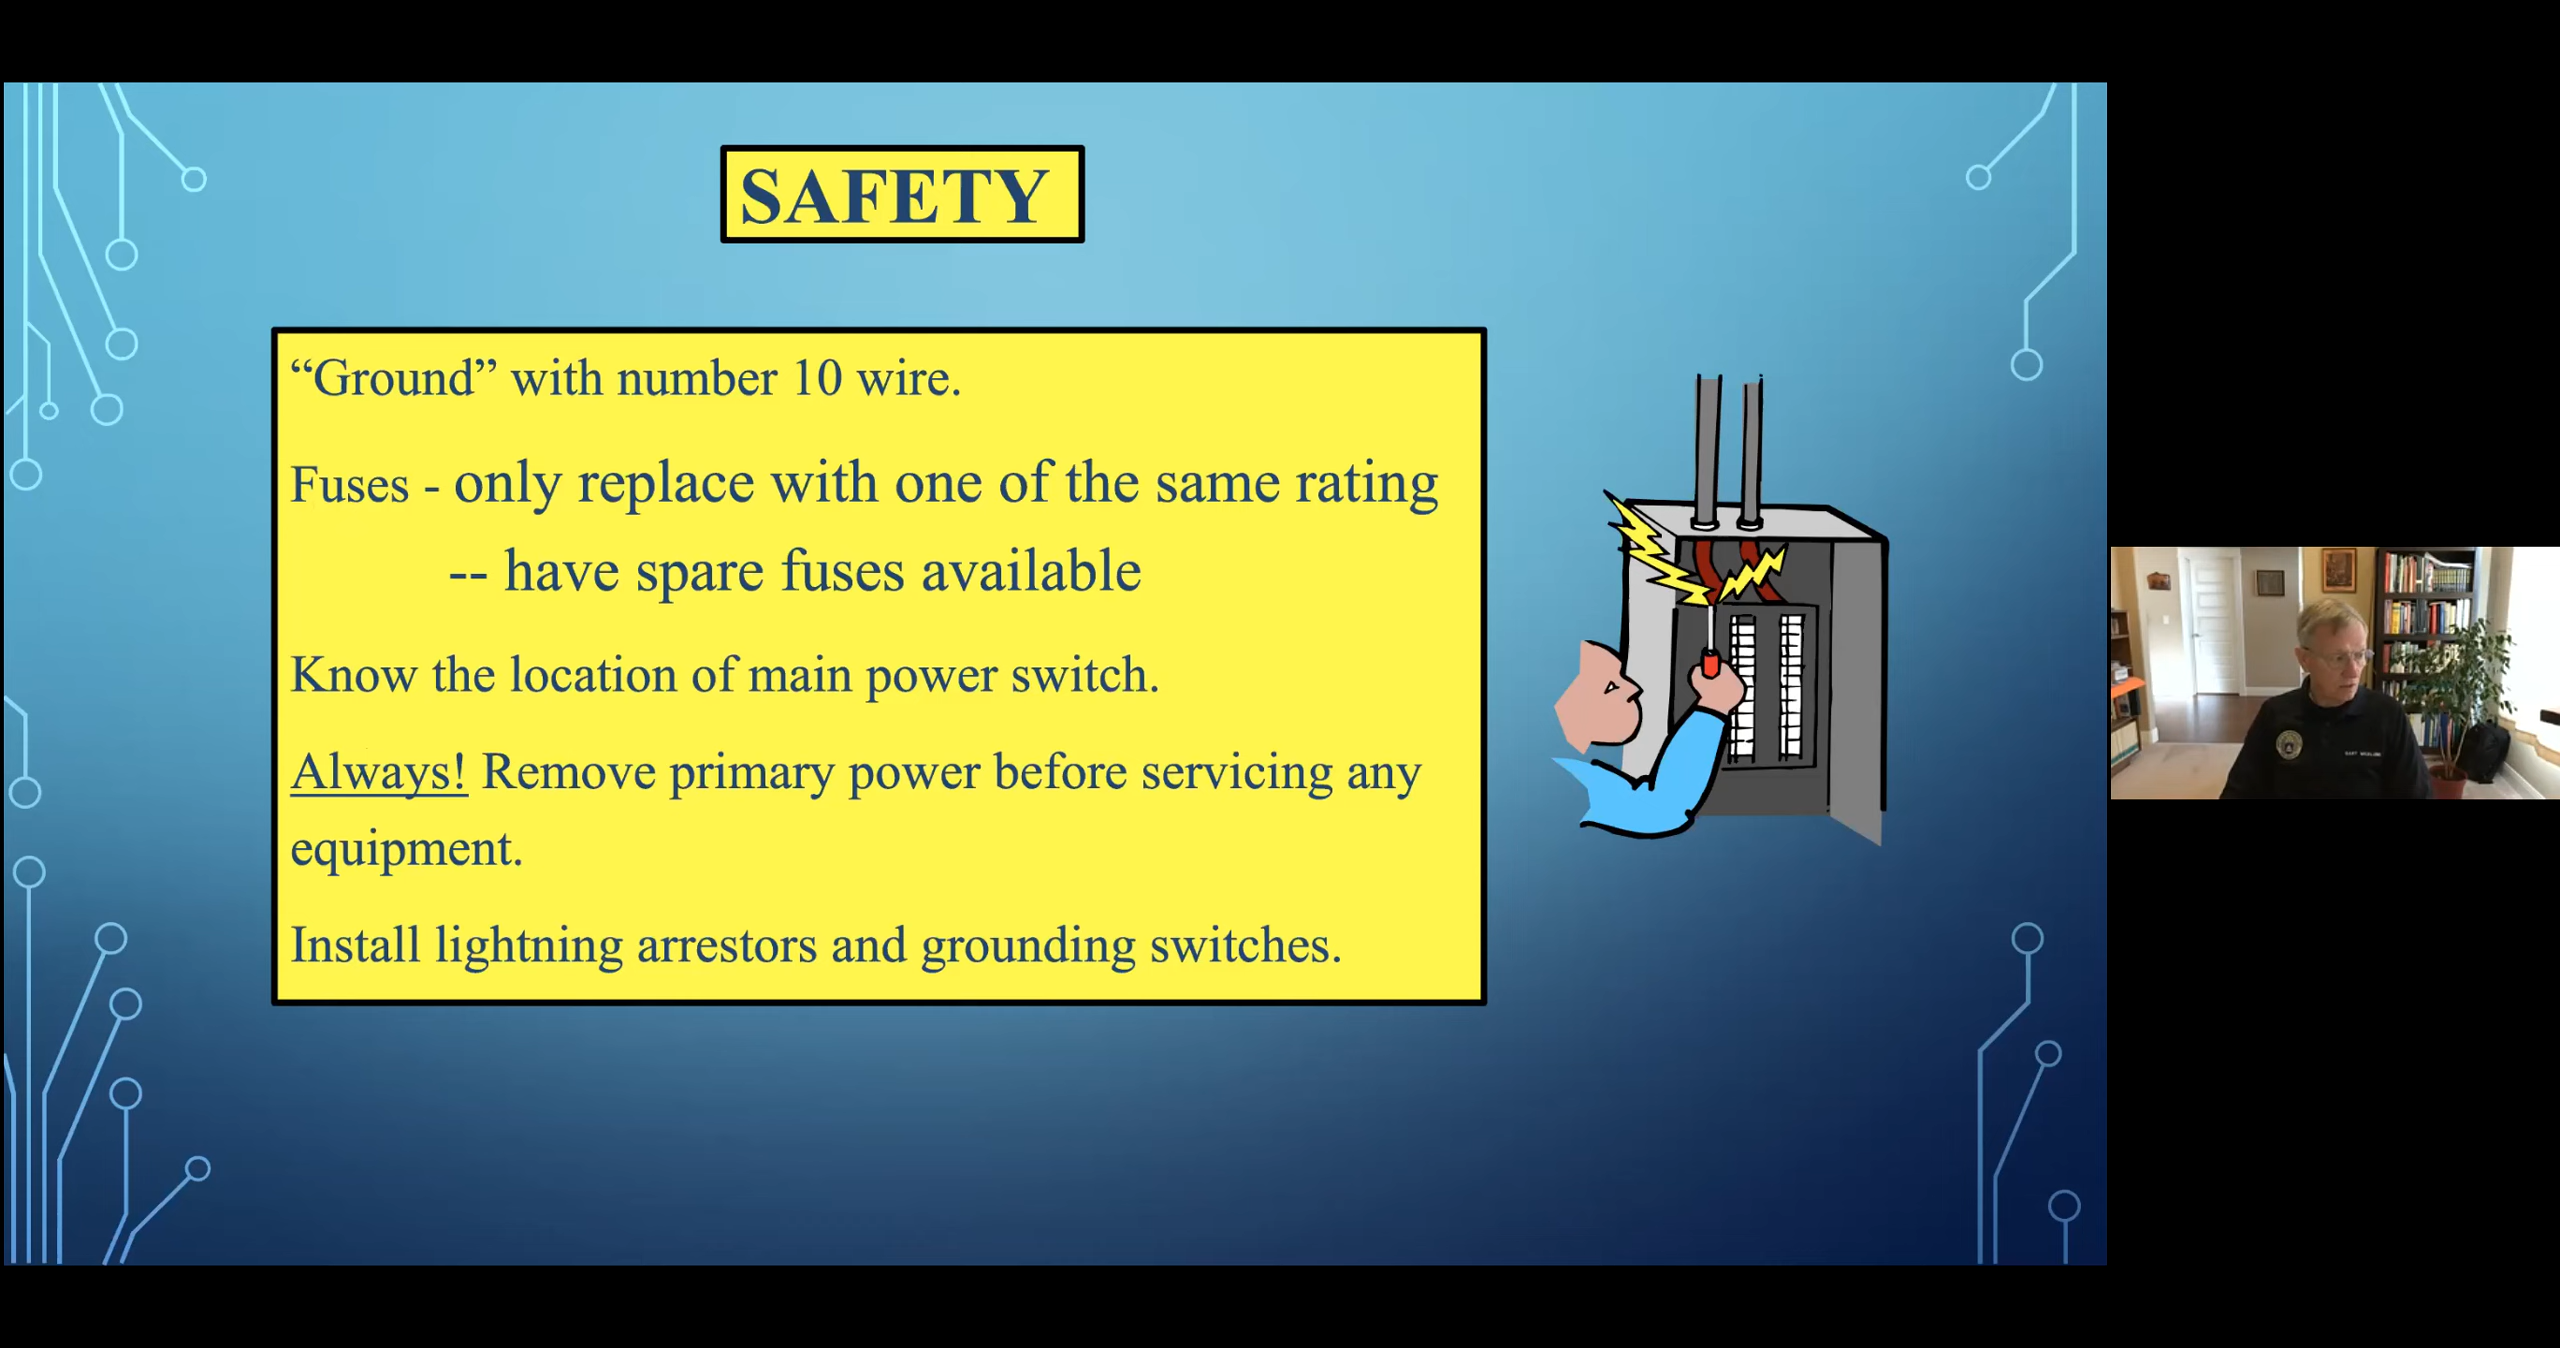 SAFETY
“Ground” with number 10 wire.
Fuses - only replace with one of the same rating
-- have spare fuses available
Know the location of main power switch.
Always! Remove primary power before servicing any
equipment.
Install lightning arrestors and grounding switches.